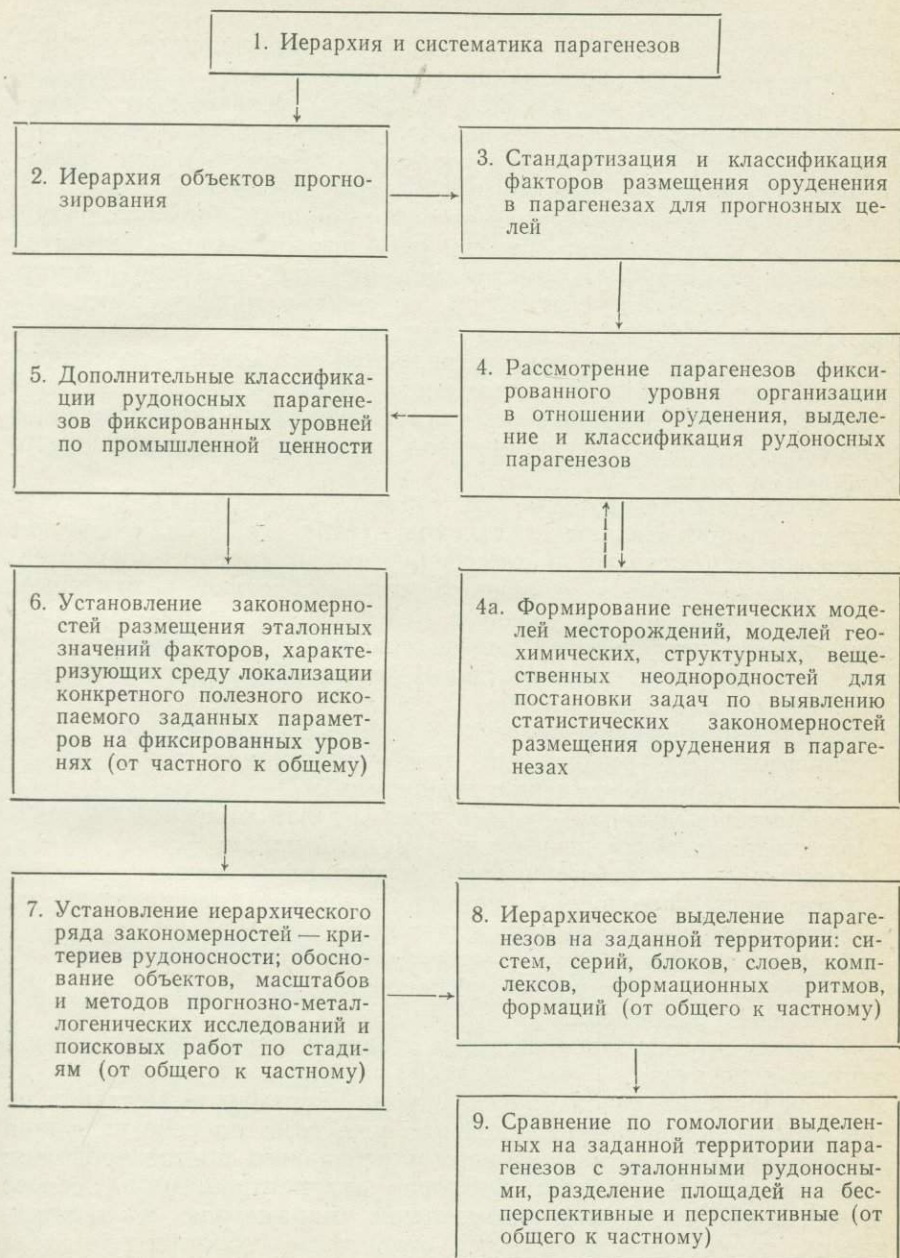 1. Иерархия и систематика парагенезов
2. Иерархия объектов прогно-
зирования
3. Стандартизация и классификация
факторов размещения оруденения
в парагенезах для прогнозных це-
лей
4. Рассмотрение парагенезов фикси-
рованного уровня организации
в отношении оруденения, выделе-
ние и классификация рудоносных
парагенезов
4а. Формирование генетических моде-
лей месторождений, моделей гео-
химических, структурных, веще-
ственных неоднородностей для
постановки задач по выявлению
статистических закономерностей
размещения оруденения в параге-
незах
5. Дополнительные классифика-
ции рудоносных парагене-
зов фиксированных уровней
по промышленной ценности
6. Установление закономерно-
стей размещения эталонных
значений факторов, характе-
ризующих среду локализации
конкретного полезного иско-
паемого заданных парамет-
ров на фиксированных уров-
нях (от частного к общему)
7. Установление иерархического
ряда закономерностей — кри-
териев рудоносности; обосно-
вание объектов, масштабов
и методов прогнозно-метал-
логенических исследований и
поисковых работ по стади-
ям (от общего к частному)
8. Иерархическое выделение параге-
незов на заданной территории: си-
стем, серий, блоков, слоев, комп-
лексов, формационных ритмов,
формаций (от общего к частному)
9. Сравнение по гомологии выделен-
ных на заданной территории пара-
генезов с эталонными рудоносны-
ми, разделение площадей на бес-
перспективные и перспективные (от
общего к частному)